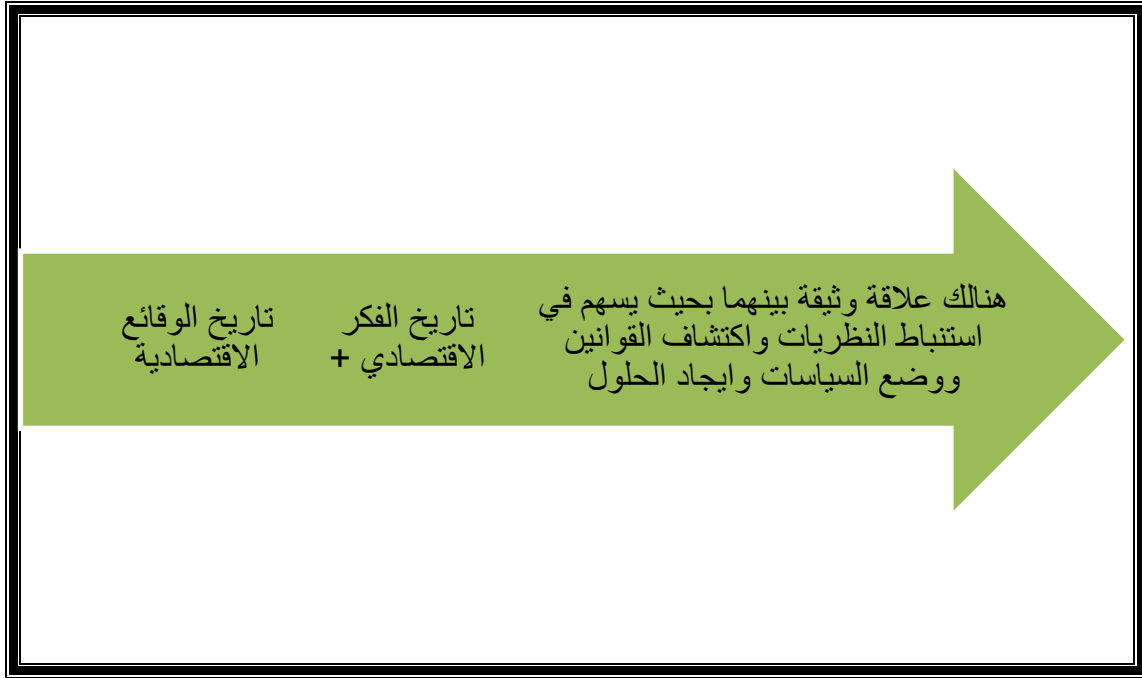 هنالك علاقة وثيقة بينهما بحيث يسهم في
استنباط النظريات واكتشاف القوانين
ووضع السياسات وايجاد الحلول
تاريخ الفكر
الاقتصادي +
تاريخ الوقائع
الاقتصادية